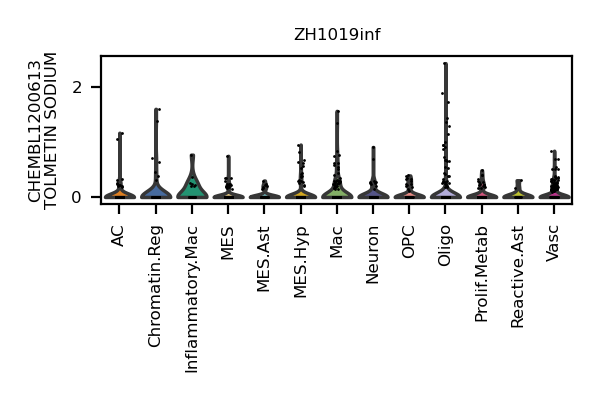 ZH1019inf
CHEMBL1200613
TOLMETIN SODIUM
2
0
AC
Chromatin.Reg
Inflammatory.Mac
MES
MES.Ast
MES.Hyp
Mac
Neuron
OPC
Oligo
Prolif.Metab
Reactive.Ast
Vasc